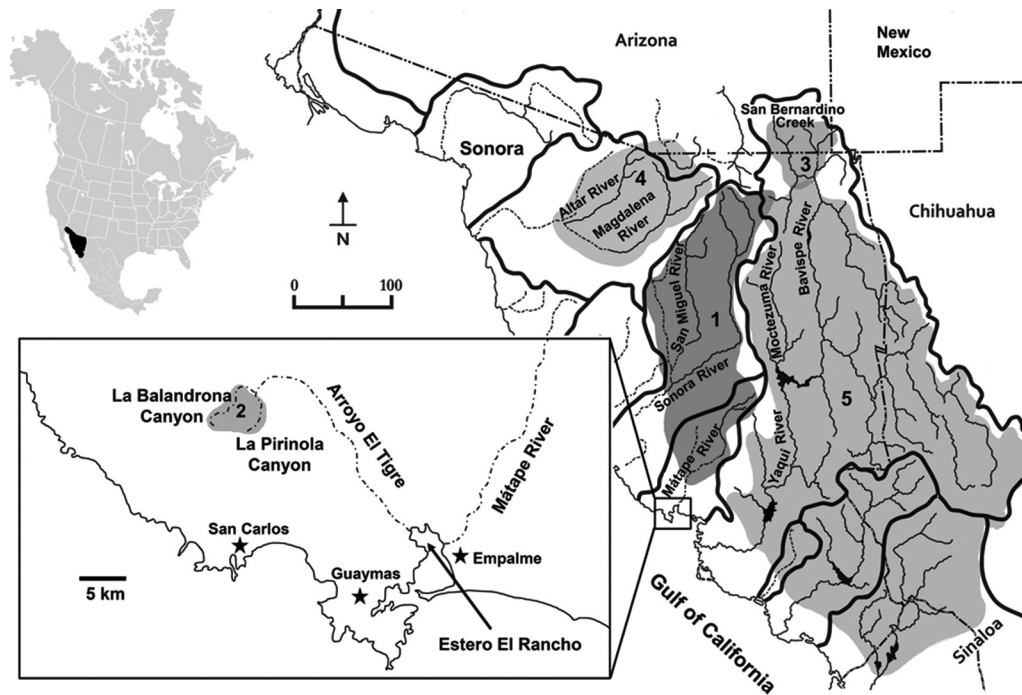 Arizona
New
Mexico
San Bernardino
Creek
Sonora
3
4
Altar River
Magdalena
River
Chihuahua
N
0
100
San Miguel River
1
Moctezuma River
Bavispe River
Sonora River
5
Mátape River
Yaqui River
La Balandrona
Canyon
2
La Pirinola
Canyon
Arroyo El Tigre
Mátape River
San Carlos
Empalme
Guaymas
5 km
Estero El Rancho
Gulf of California
Sinaloa